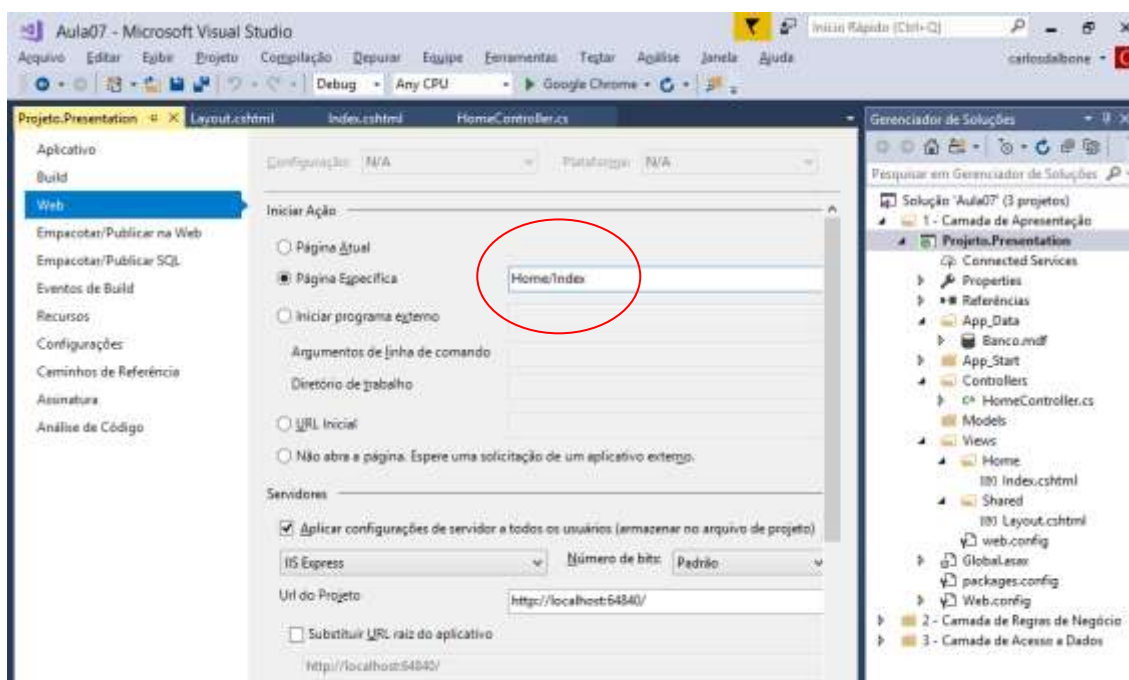 Aula07 - Microsoft Visual Studio
Início Rápido (Ctrl+Q)
Arquivo Editar Exibir Projeto Compilação Depurar Equipe Ferramentas Testar Analise Janela Ajuda
carlosdalbone
Debug Any CPU Google Chrome
Projeto.Presentation Layout.cshtml Index.cshtml HomeController.cs
Aplicativo
Build
Web
Empacotar/Publicar na Web
Empacotar/Publicar SQL
Eventos de Build
Recursos
Configurações
Caminhos de Referência
Assinatura
Análise de Código
Configuração: N/A Plataforma: N/A
Iniciar Ação
Página Atual
Página Específica Home/Index
Iniciar programa externo
Argumentos de linha de comando
Diretório de trabalho
URL Inicial
Não abra a página. Espere uma solicitação de um aplicativo externo.
Servidores
Aplicar configurações de servidor a todos os usuários (armazenar no arquivo de projeto)
IIS Express Número de bits: Padrão
Url do Projeto http://localhost:64840/
Substituir URL raiz do aplicativo
http://localhost:64840/
Gerenciador de Soluções
Pesquisar em Gerenciador de Soluções
Solução 'Aula07' (3 projetos)
1 - Camada de Apresentação
Projeto.Presentation
Connected Services
Properties
Referências
App_Data
Banco.mdf
App_Start
Controllers
C# HomeController.cs
Models
Views
Home
Index.cshtml
Shared
Layout.cshtml
web.config
Global.asax
packages.config
Web.config
2 - Camada de Regras de Negócio
3 - Camada de Acesso a Dados